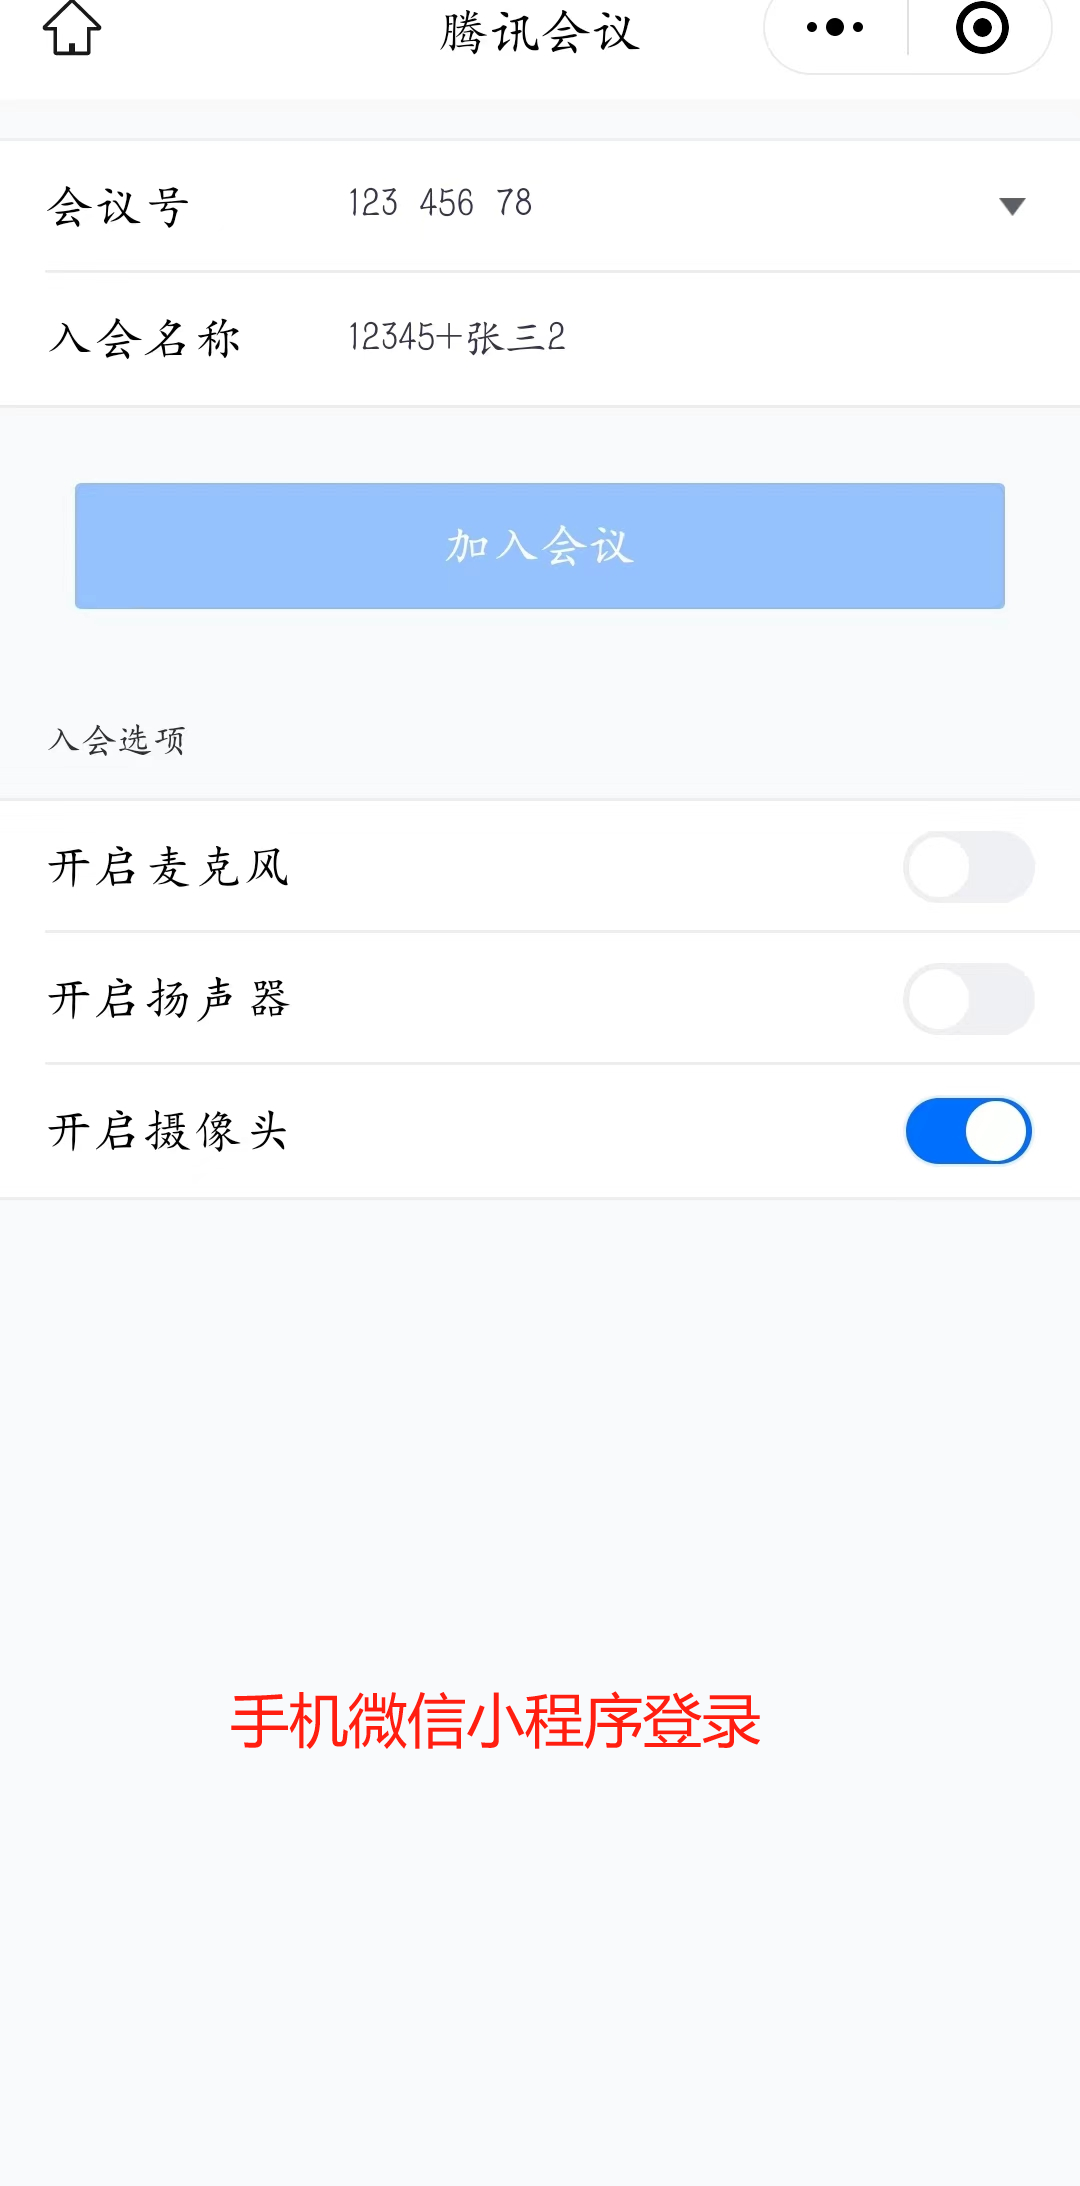 腾讯会议
会议号 123 456 78
入会名称 12345+张三2
加入会议
入会选项
开启麦克风
开启扬声器
开启摄像头
手机微信小程序登录